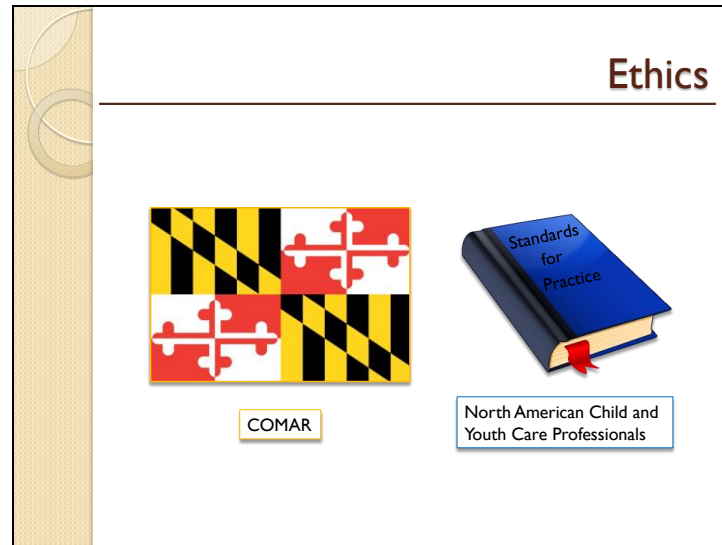 Ethics
Standards
for
Practice
COMAR
North American Child and
Youth Care Professionals